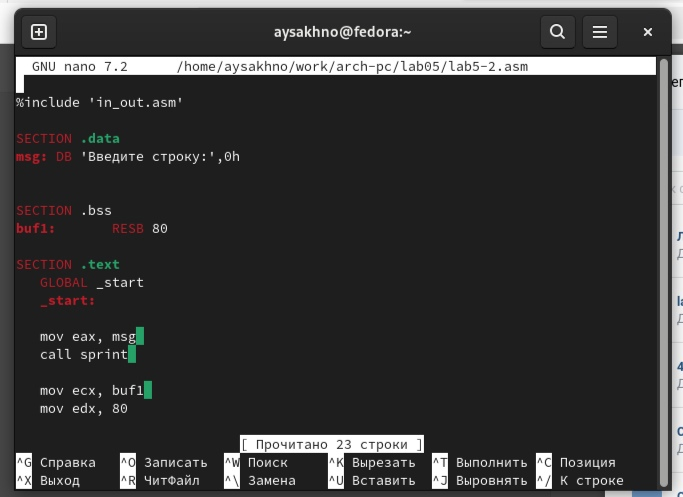 aysakhno@fedora:~
GNU nano 7.2 /home/aysakhno/work/arch-pc/lab05/lab5-2.asm
%include 'in_out.asm'
SECTION .data
msg: DB 'Введите строку:',0h
SECTION .bss
buf1: RESB 80
SECTION .text
GLOBAL _start
_start:
mov eax, msg
call sprint
mov ecx, buf1
mov edx, 80
[ Прочитано 23 строки ]
^G Справка ^O Записать ^W Поиск ^K Вырезать ^T Выполнить ^C Позиция
^X Выход ^R ЧитФайл ^\ Замена ^U Вставить ^J Выровнять ^/ К строке